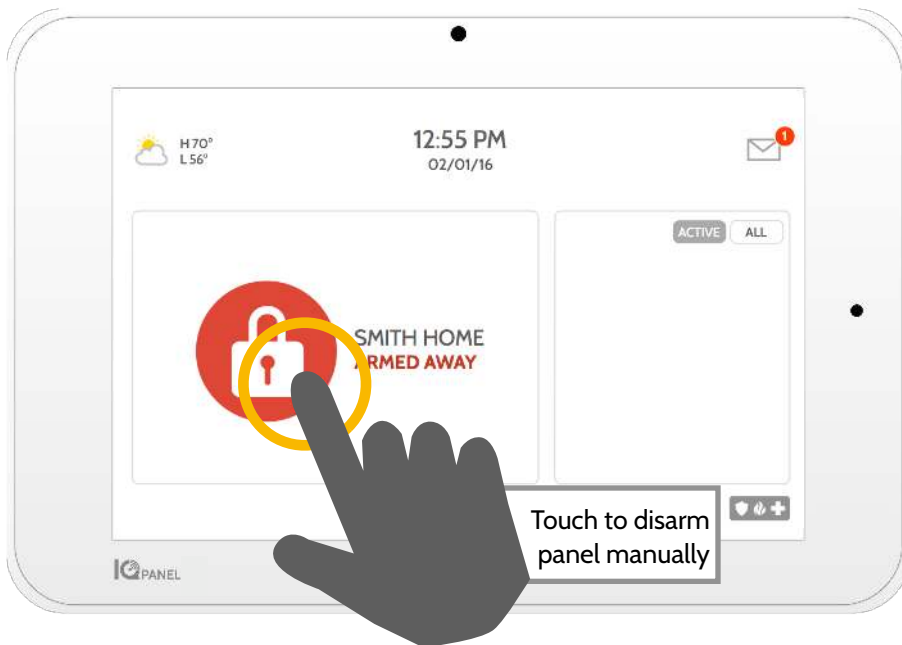 H 70°
L 56°
12:55 PM
02/01/16
1
ACTIVE
ALL
SMITH HOME
ARMED AWAY
Touch to disarm
panel manually
IQ PANEL